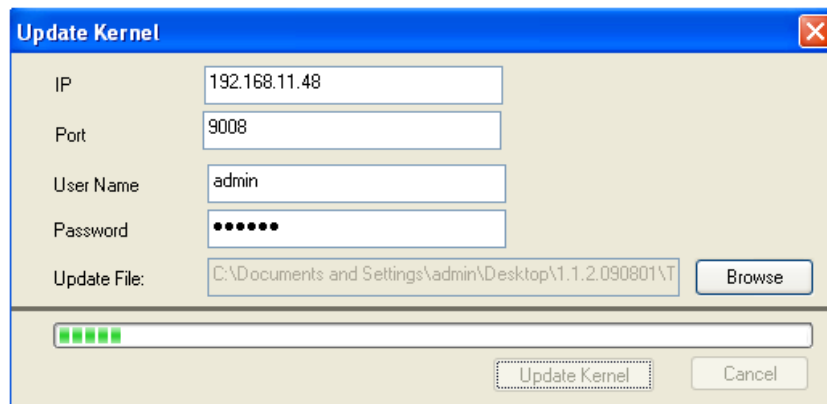 Update Kernel
IP 192.168.11.48
Port 9008
User Name admin
Password ●●●●●●
Update File: C:\Documents and Settings\admin\Desktop\1.1.2.090801\T Browse
Update Kernel Cancel